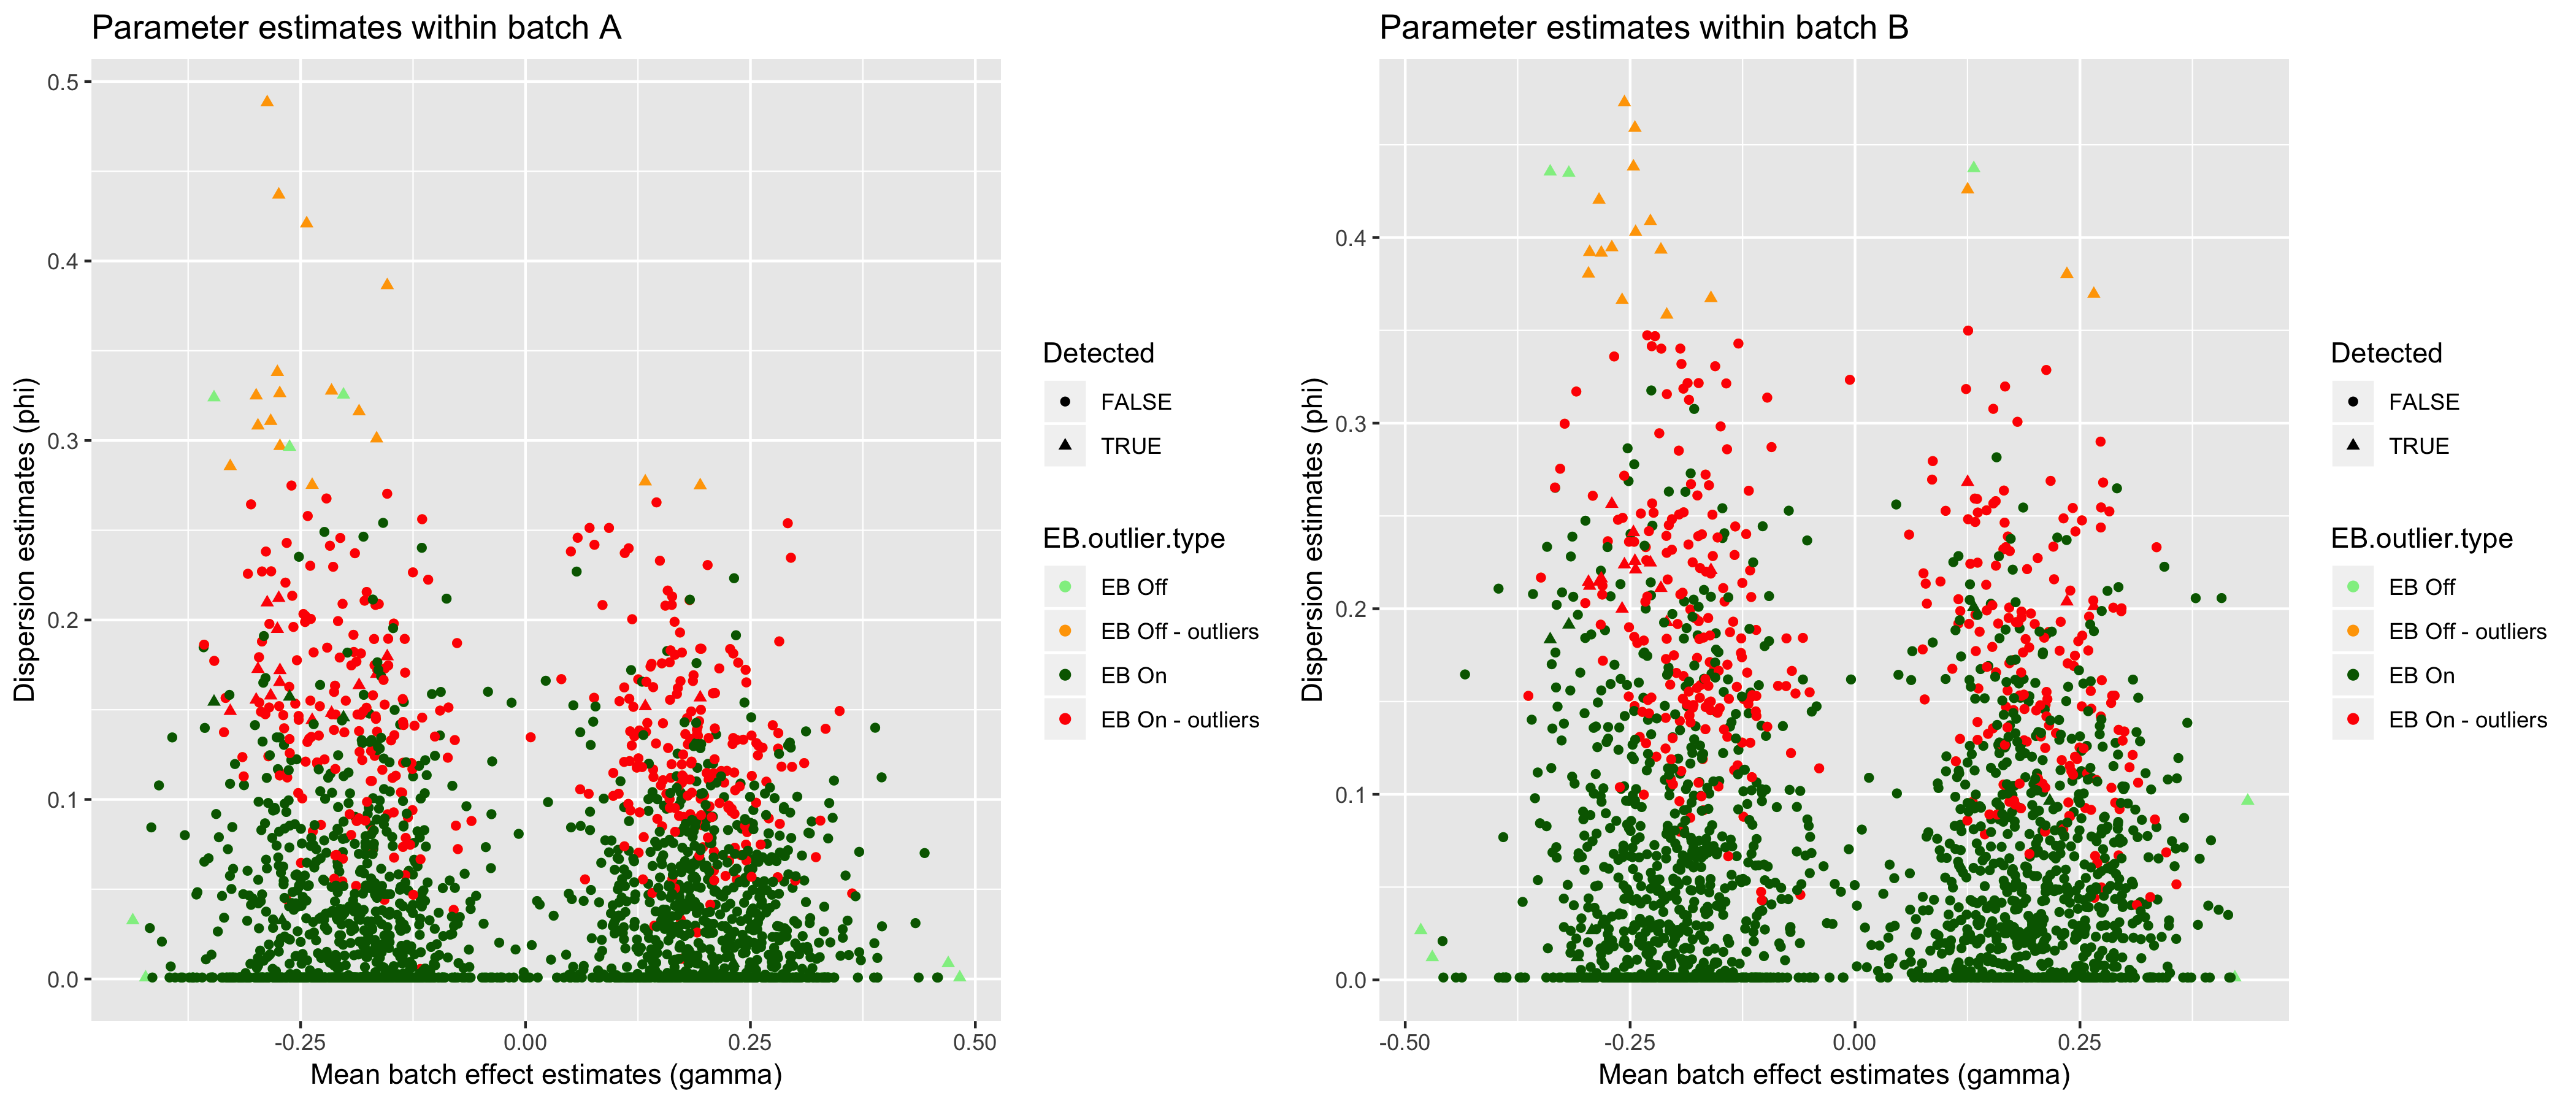 Parameter estimates within batch A
0.5
0.4
0.3
0.2
0.1
0.0
Dispersion estimates (phi)
-0.25
0.00
0.25
0.50
Mean batch effect estimates (gamma)
Detected
FALSE
TRUE
EB.outlier.type
EB Off
EB Off - outliers
EB On
EB On - outliers
Parameter estimates within batch B
0.4
0.3
0.2
0.1
0.0
Dispersion estimates (phi)
-0.50
-0.25
0.00
0.25
Mean batch effect estimates (gamma)
Detected
FALSE
TRUE
EB.outlier.type
EB Off
EB Off - outliers
EB On
EB On - outliers